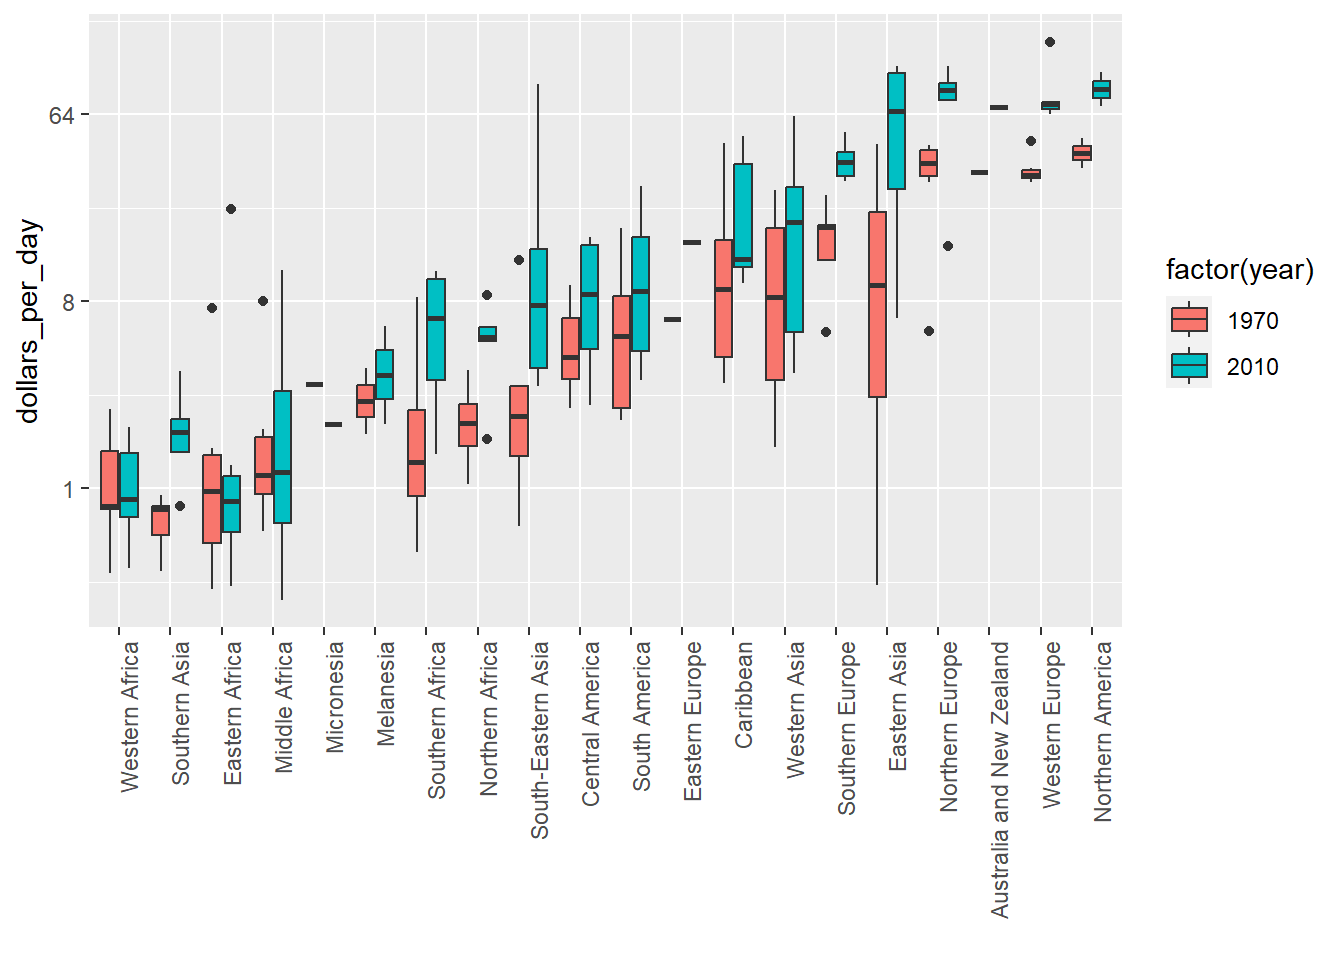 dollars_per_day
64
8
1
Western Africa
Southern Asia
Eastern Africa
Middle Africa
Micronesia
Melanesia
Southern Africa
Northern Africa
South-Eastern Asia
Central America
South America
Eastern Europe
Caribbean
Western Asia
Southern Europe
Eastern Asia
Northern Europe
Australia and New Zealand
Western Europe
Northern America
factor(year)
1970
2010